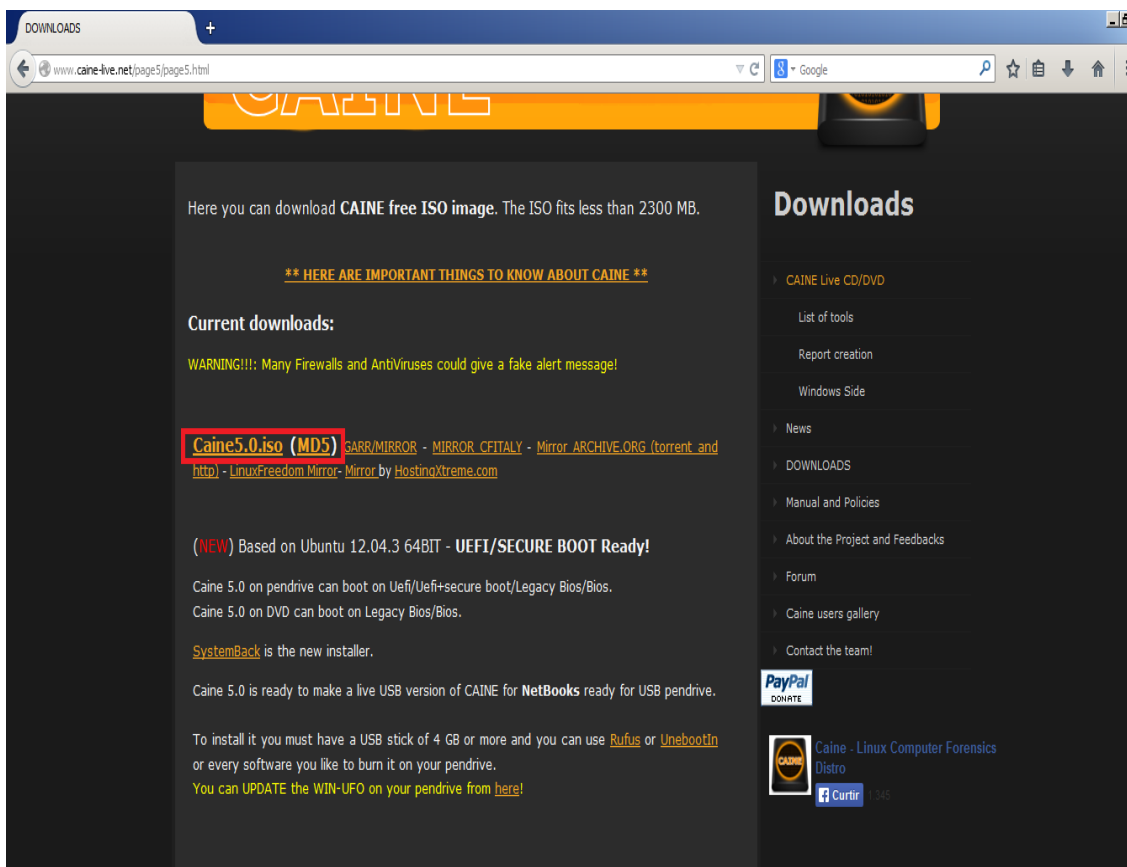 DOWNLOADS
www.caine-live.net/page5/page5.html
Google
CAINE
Here you can download CAINE free ISO image. The ISO fits less than 2300 MB.
** HERE ARE IMPORTANT THINGS TO KNOW ABOUT CAINE **
Current downloads:
WARNING!!!: Many Firewalls and AntiViruses could give a fake alert message!
Caine5.0.iso (MD5) GARR/MIRROR - MIRROR CFITALY - Mirror ARCHIVE.ORG (torrent and
http) - LinuxFreedom Mirror- Mirror by HostingXtreme.com
(NEW) Based on Ubuntu 12.04.3 64BIT - UEFI/SECURE BOOT Ready!
Caine 5.0 on pendrive can boot on Uefi/Uefi+secure boot/Legacy Bios/Bios.
Caine 5.0 on DVD can boot on Legacy Bios/Bios.
SystemBack is the new installer.
Caine 5.0 is ready to make a live USB version of CAINE for NetBooks ready for USB pendrive.
To install it you must have a USB stick of 4 GB or more and you can use Rufus or UnebootIn
or every software you like to burn it on your pendrive.
You can UPDATE the WIN-UFO on your pendrive from here!
Downloads
CAINE Live CD/DVD
List of tools
Report creation
Windows Side
News
DOWNLOADS
Manual and Policies
About the Project and Feedbacks
Forum
Caine users gallery
Contact the team!
PayPal
DONATE
CAINE
Caine - Linux Computer Forensics
Distro
Curtir 1.345